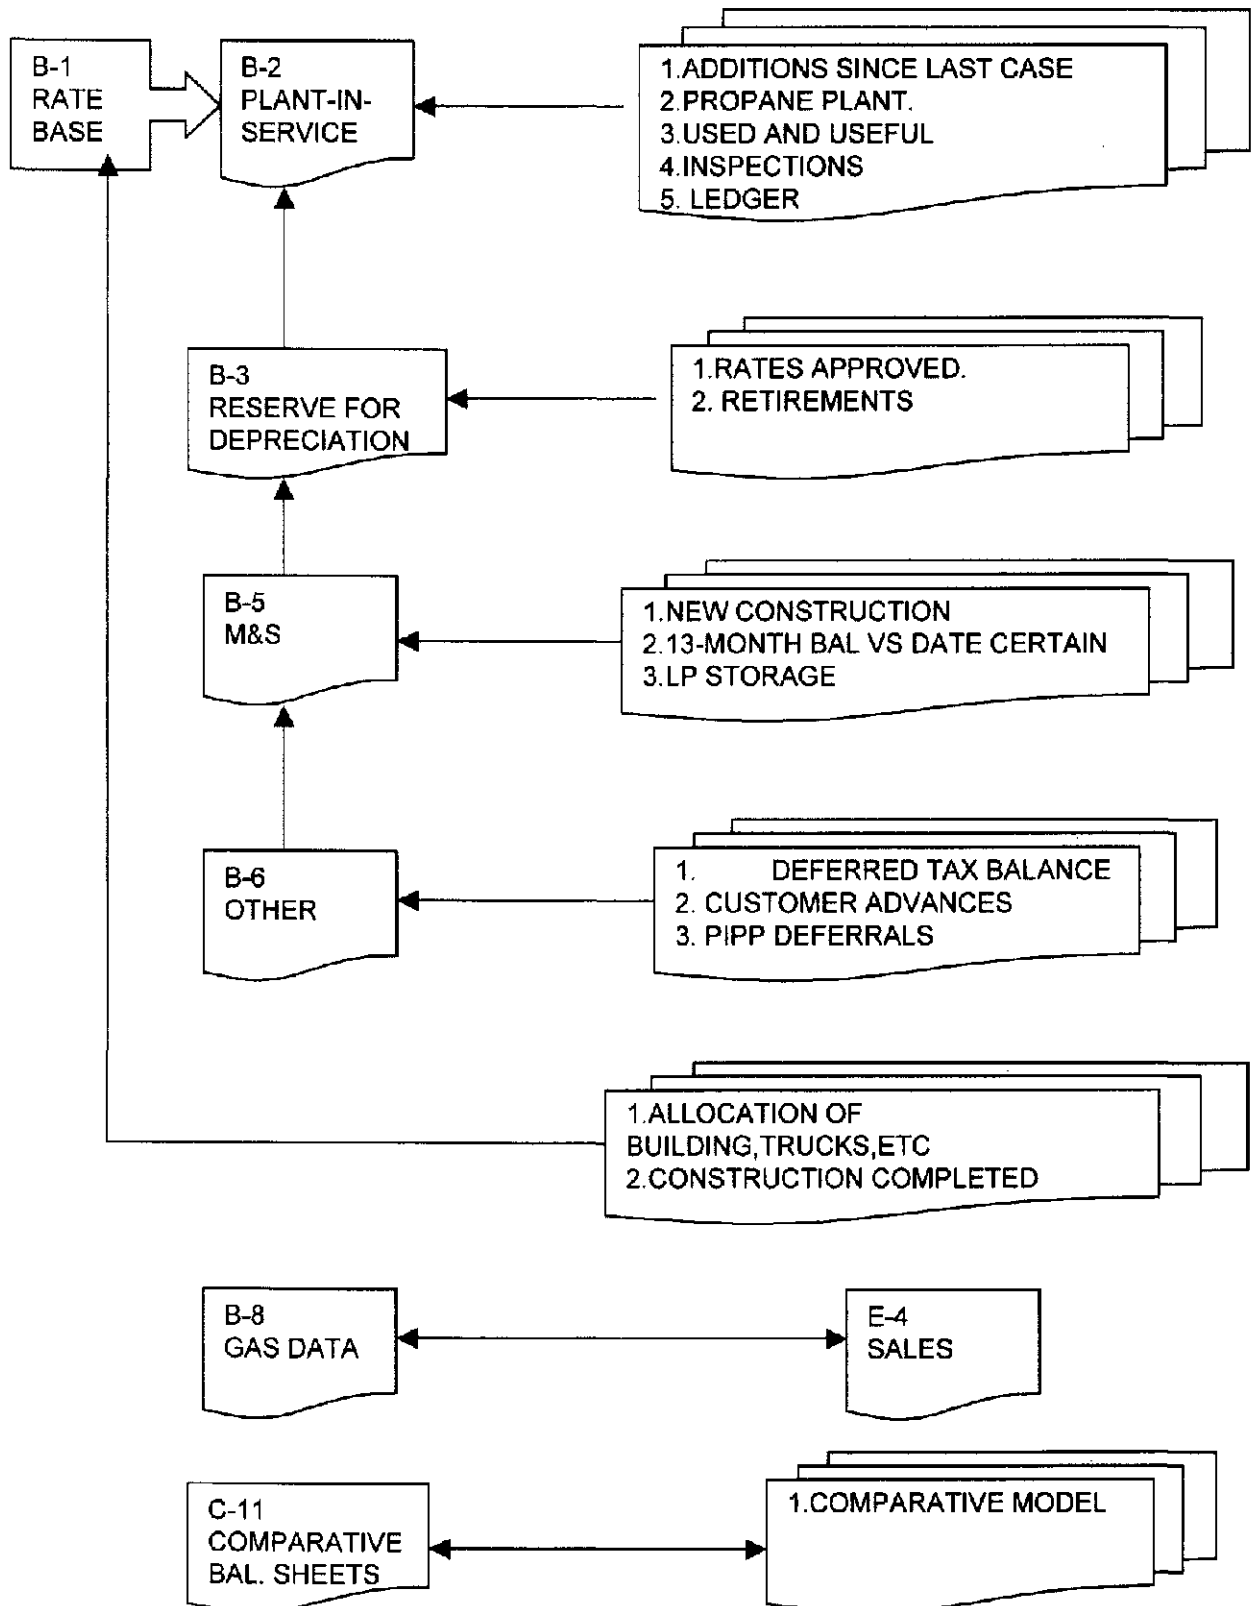 B-1
RATE
BASE
B-2
PLANT-IN-
SERVICE
1.ADDITIONS SINCE LAST CASE
2.PROPANE PLANT.
3.USED AND USEFUL
4.INSPECTIONS
5. LEDGER
B-3
RESERVE FOR
DEPRECIATION
1.RATES APPROVED.
2. RETIREMENTS
B-5
M&S
1.NEW CONSTRUCTION
2.13-MONTH BAL VS DATE CERTAIN
3.LP STORAGE
B-6
OTHER
1. DEFERRED TAX BALANCE
2. CUSTOMER ADVANCES
3. PIPP DEFERRALS
1.ALLOCATION OF
BUILDING,TRUCKS,ETC
2.CONSTRUCTION COMPLETED
B-8
GAS DATA
E-4
SALES
C-11
COMPARATIVE
BAL. SHEETS
1.COMPARATIVE MODEL